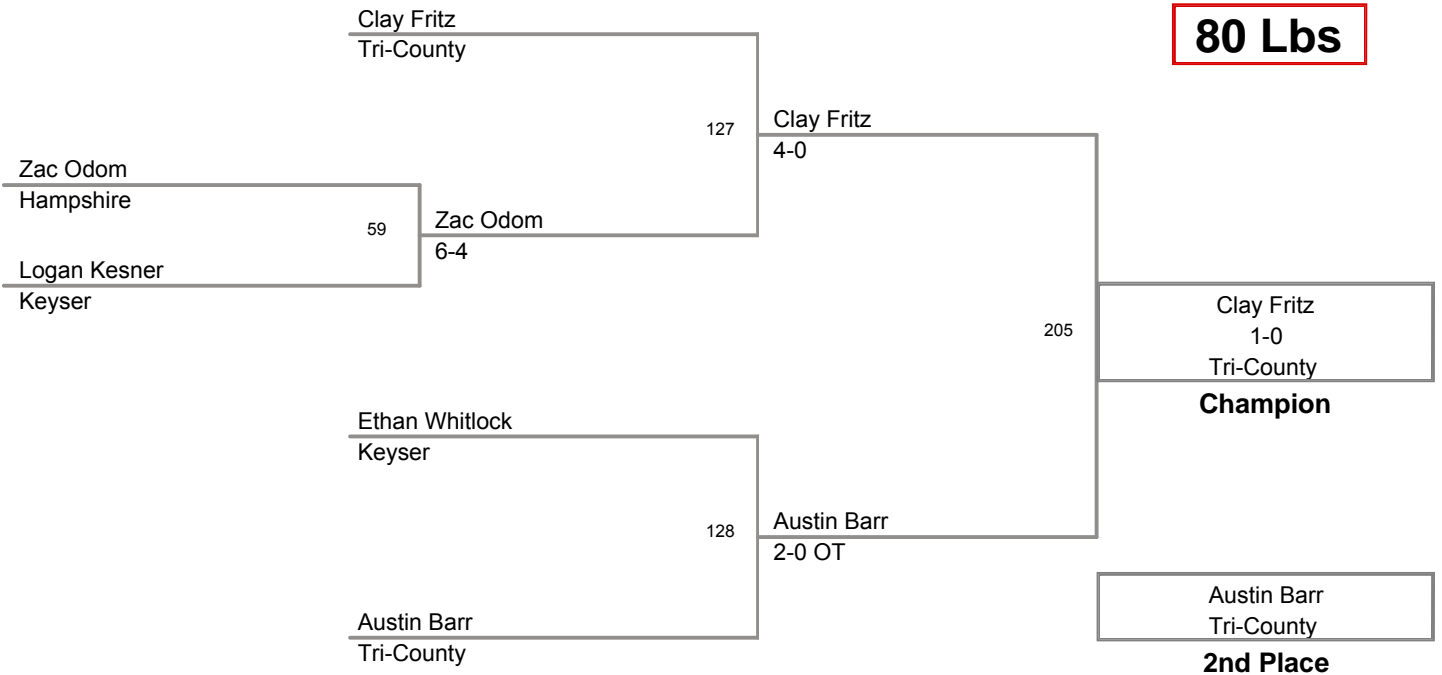 Clay Fritz
Tri-County
80 Lbs
127
Clay Fritz
4-0
Zac Odom
Hampshire
59
Zac Odom
6-4
Logan Kesner
Keyser
205
Clay Fritz
1-0
Tri-County
Champion
Ethan Whitlock
Keyser
128
Austin Barr
2-0 OT
Austin Barr
Tri-County
Austin Barr
Tri-County
2nd Place